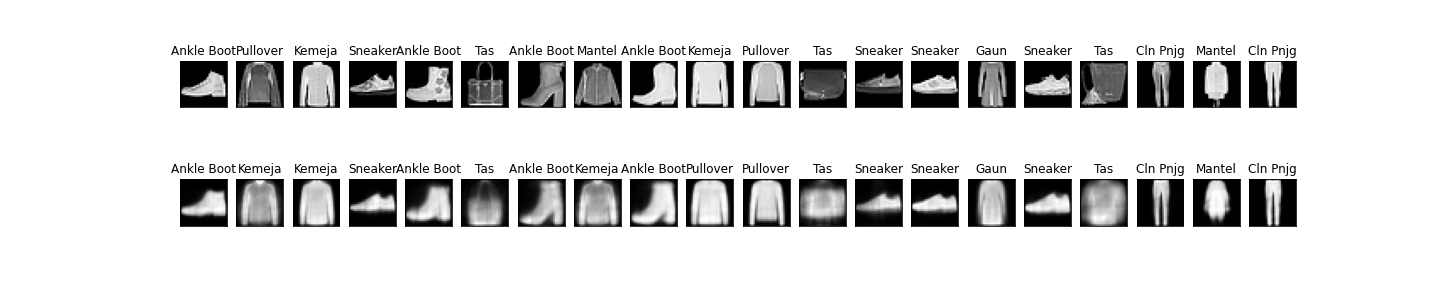 Ankle Boot Pullover Kemeja Sneaker Ankle Boot Tas Ankle Boot Mantel Ankle Boot Kemeja Pullover Tas Sneaker Sneaker Gaun Sneaker Tas Cln Pnjg Mantel Cln Pnjg
Ankle Boot Kemeja Kemeja Sneaker Ankle Boot Tas Ankle Boot Kemeja Ankle Boot Pullover Pullover Tas Sneaker Sneaker Gaun Sneaker Tas Cln Pnjg Mantel Cln Pnjg